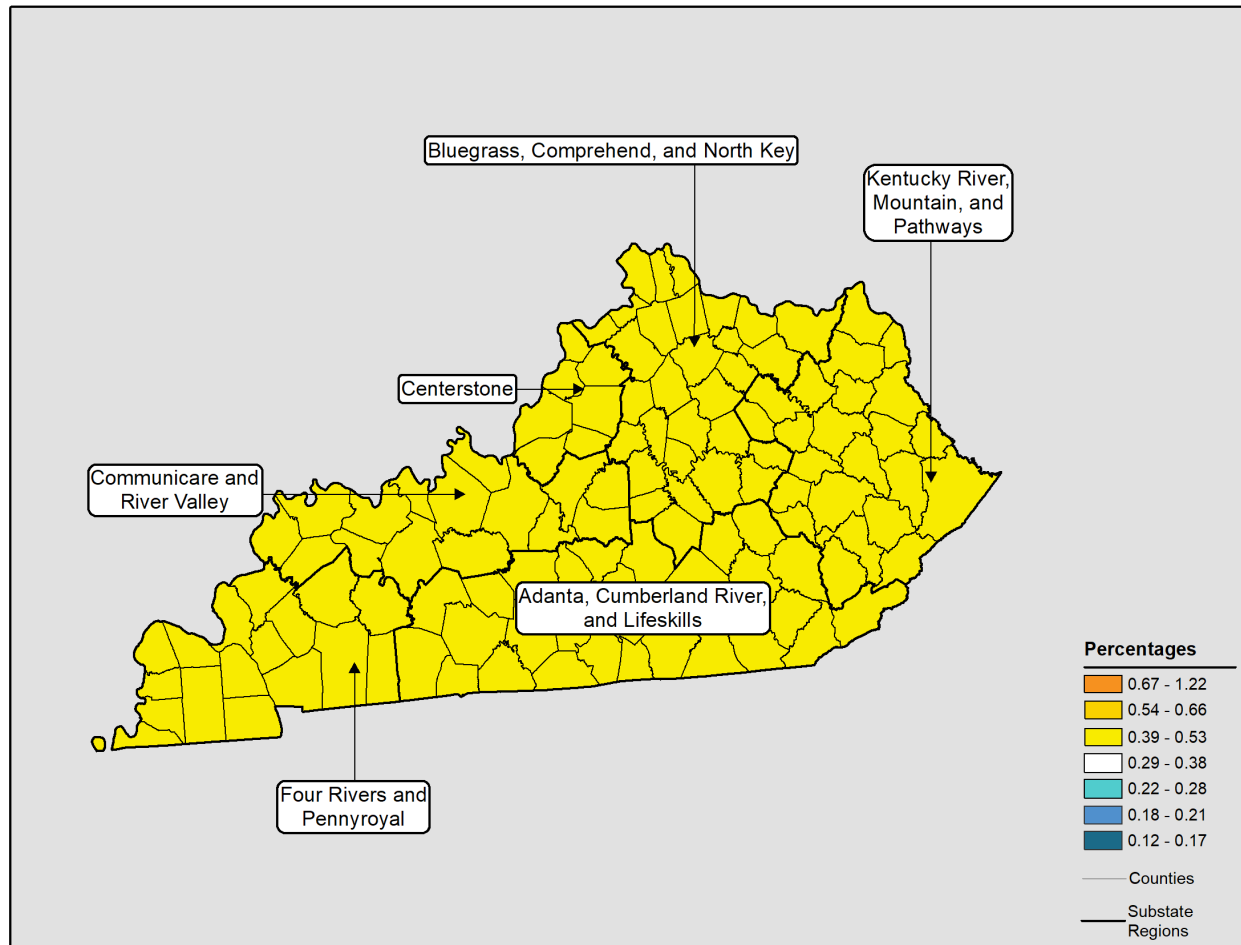 Bluegrass, Comprehend, and North Key
Kentucky River,
Mountain, and
Pathways
Centerstone
Communicare and
River Valley
Adanta, Cumberland River,
and Lifeskills
Four Rivers and
Pennyroyal
Percentages
0.67 - 1.22
0.54 - 0.66
0.39 - 0.53
0.29 - 0.38
0.22 - 0.28
0.18 - 0.21
0.12 - 0.17
Counties
Substate
Regions